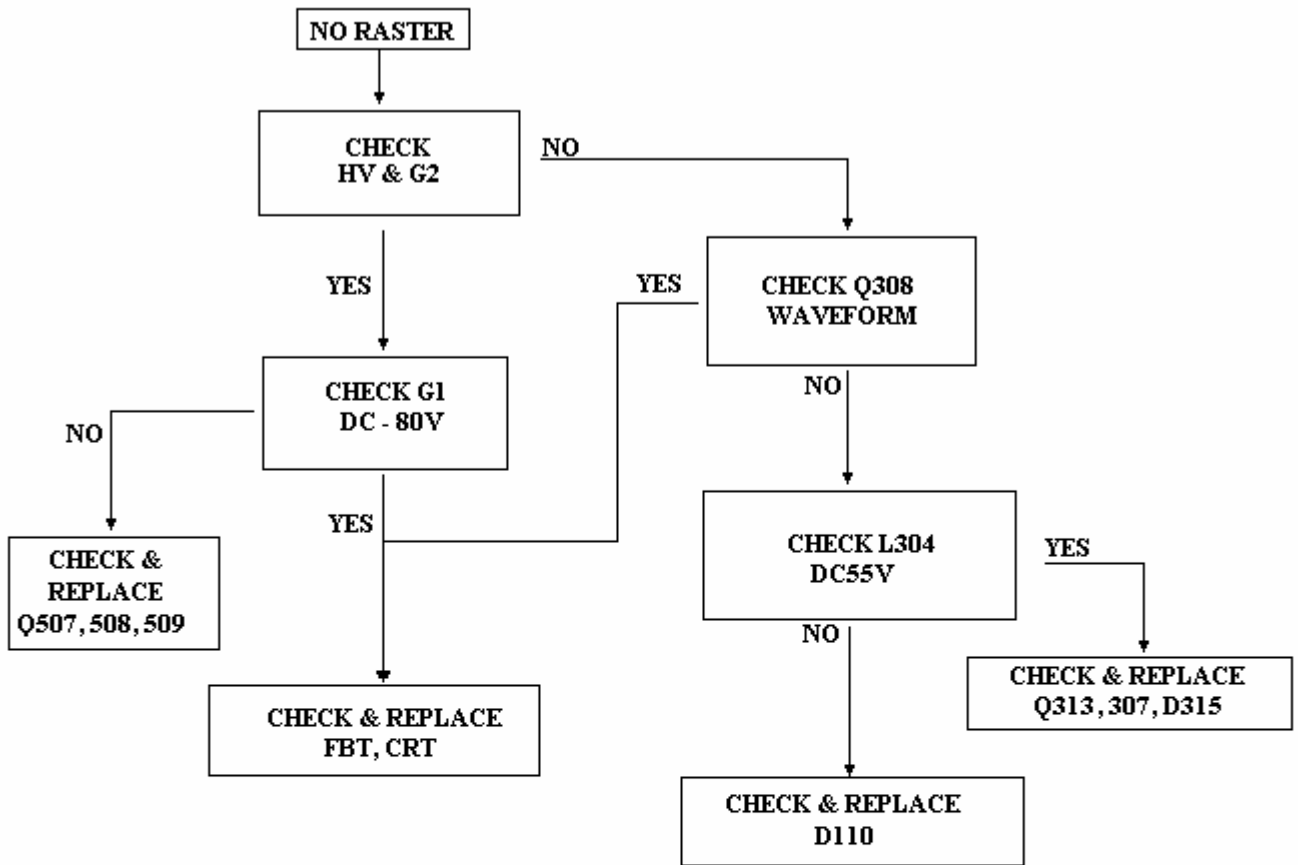 NO RASTER
CHECK
HV & G2
NO
YES
CHECK Q308
WAVEFORM
YES
CHECK G1
DC - 80V
NO
NO
YES
CHECK L304
DC55V
YES
CHECK &
REPLACE
Q507, 508, 509
NO
CHECK & REPLACE
Q313, 307, D315
CHECK & REPLACE
FBT, CRT
CHECK & REPLACE
D110